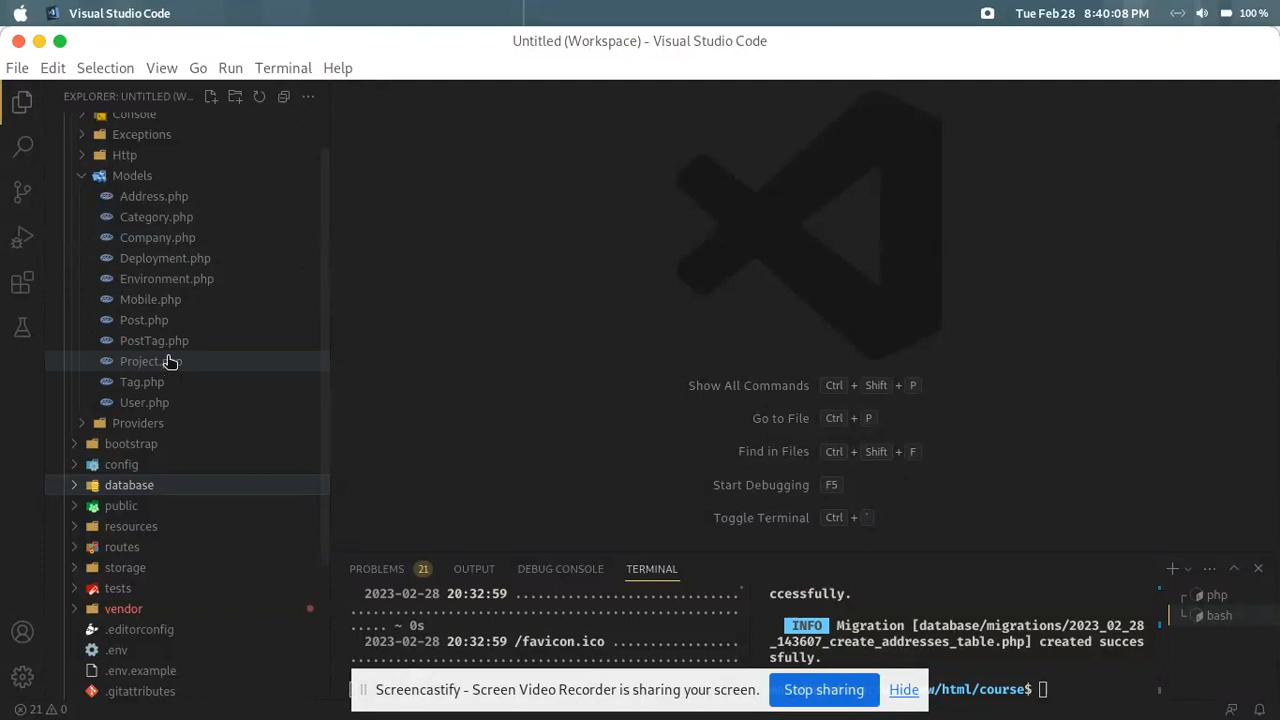 Visual Studio Code
Tue Feb 28 8:40:08 PM
100 %
Untitled (Workspace) - Visual Studio Code
File Edit Selection View Go Run Terminal Help
EXPLORER: UNTITLED (W...
Console
Exceptions
Http
Models
Address.php
Category.php
Company.php
Deployment.php
Environment.php
Mobile.php
Post.php
PostTag.php
Tag.php
User.php
Providers
bootstrap
config
database
public
resources
routes
storage
tests
vendor
.editorconfig
.env
.env.example
.gitattributes
Show All Commands Ctrl + Shift + P
Go to File Ctrl + P
Find in Files Ctrl + Shift + F
Start Debugging F5
Toggle Terminal Ctrl + `
PROBLEMS 21 OUTPUT DEBUG CONSOLE TERMINAL
2023-02-28 20:32:59 ..............................
..........................................
..... ~ 0s
2023-02-28 20:32:59 /favicon.ico .................
..........................................
ccessfully.
INFO Migration [database/migrations/2023_02_28
_143607_create_addresses_table.php] created succes
sfully.
w/html/course$
php
bash
Screencastify - Screen Video Recorder is sharing your screen. Stop sharing Hide
21 0